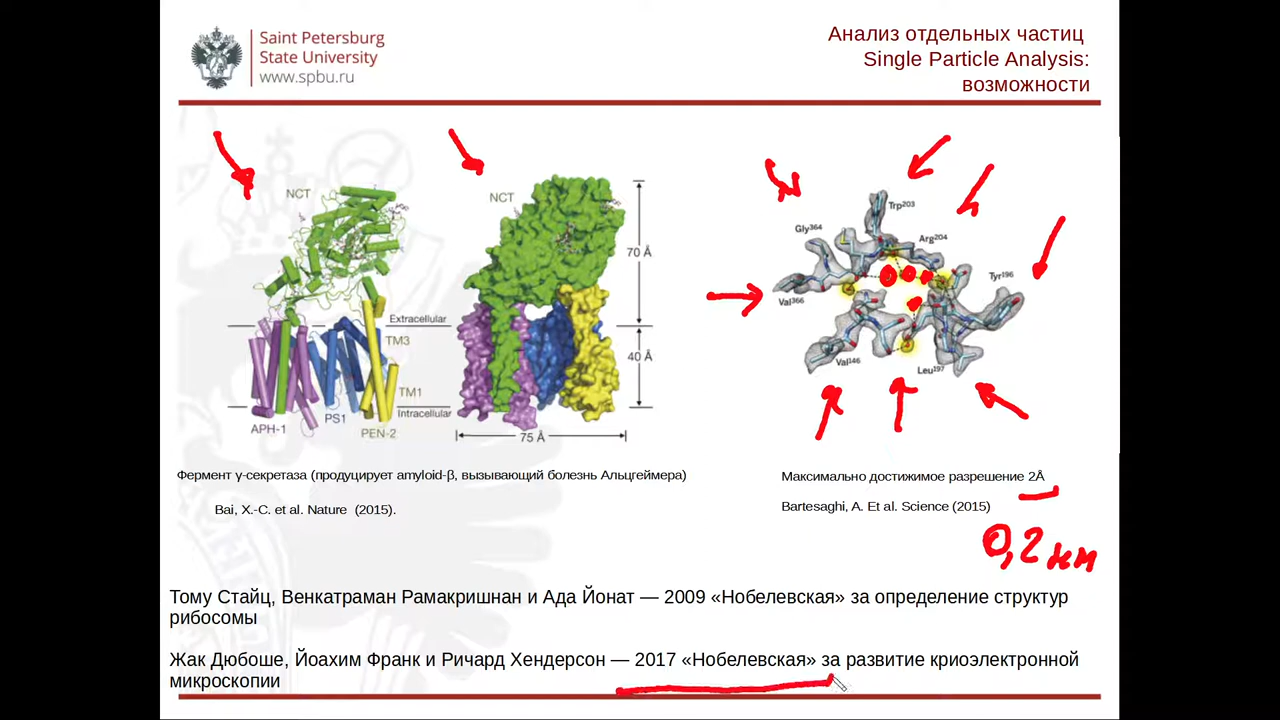 Saint Petersburg
State University
www.spbu.ru
Анализ отдельных частиц
Single Particle Analysis:
возможности
NCT
Extracellular
TM3
TM1
Intracellular
APH-1
PS1
PEN-2
NCT
70 Å
40 Å
75 Å
Trp203
Gly364
Arg204
Tyr196
Val366
Val146
Leu197
Фермент γ-секретаза (продуцирует amyloid-β, вызывающий болезнь Альцгеймера)
Bai, X.-C. et al. Nature (2015).
Максимально достижимое разрешение 2Å
Bartesaghi, A. Et al. Science (2015)
0,2 нм
Тому Стайц, Венкатраман Рамакришнан и Ада Йонат — 2009 «Нобелевская» за определение структур
рибосомы
Жак Дюбоше, Йоахим Франк и Ричард Хендерсон — 2017 «Нобелевская» за развитие криоэлектронной
микроскопии